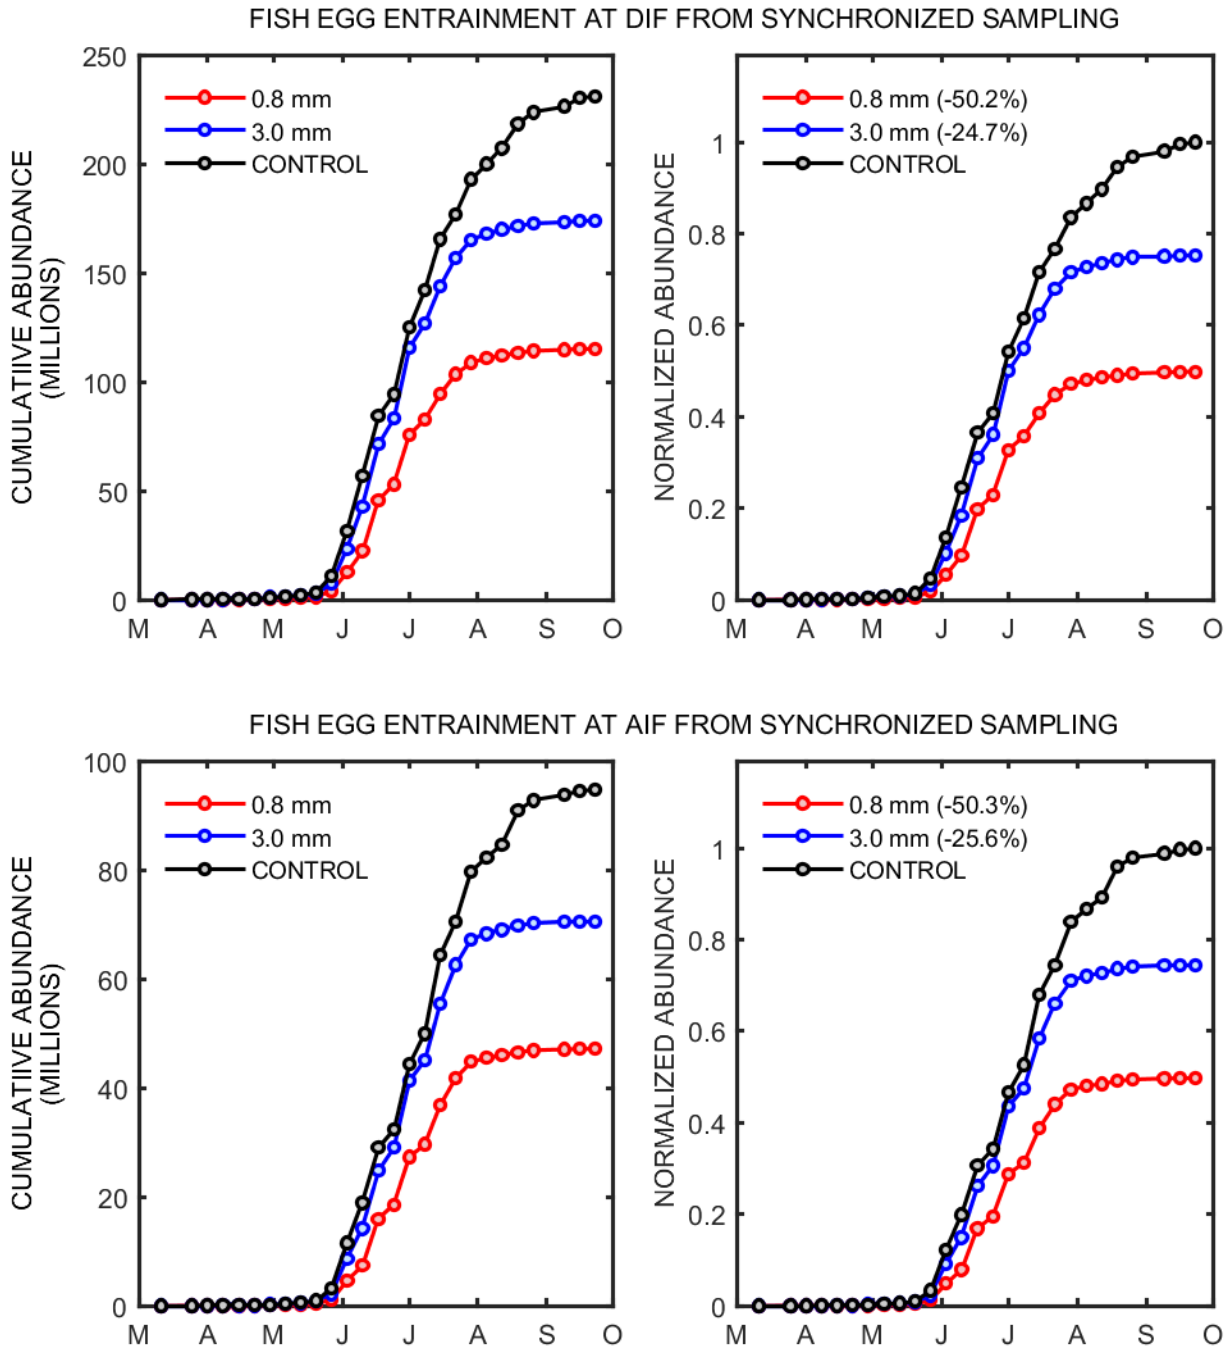 FISH EGG ENTRAINMENT AT DIF FROM SYNCHRONIZED SAMPLING
CUMULATIIVE ABUNDANCE
(MILLIONS)
250
200
150
100
50
0
0.8 mm
3.0 mm
CONTROL
M A M J J A S O
NORMALIZED ABUNDANCE
1
0.8
0.6
0.4
0.2
0
0.8 mm (-50.2%)
3.0 mm (-24.7%)
CONTROL
M A M J J A S O
FISH EGG ENTRAINMENT AT AIF FROM SYNCHRONIZED SAMPLING
CUMULATIIVE ABUNDANCE
(MILLIONS)
100
80
60
40
20
0
0.8 mm
3.0 mm
CONTROL
M A M J J A S O
NORMALIZED ABUNDANCE
1
0.8
0.6
0.4
0.2
0
0.8 mm (-50.3%)
3.0 mm (-25.6%)
CONTROL
M A M J J A S O